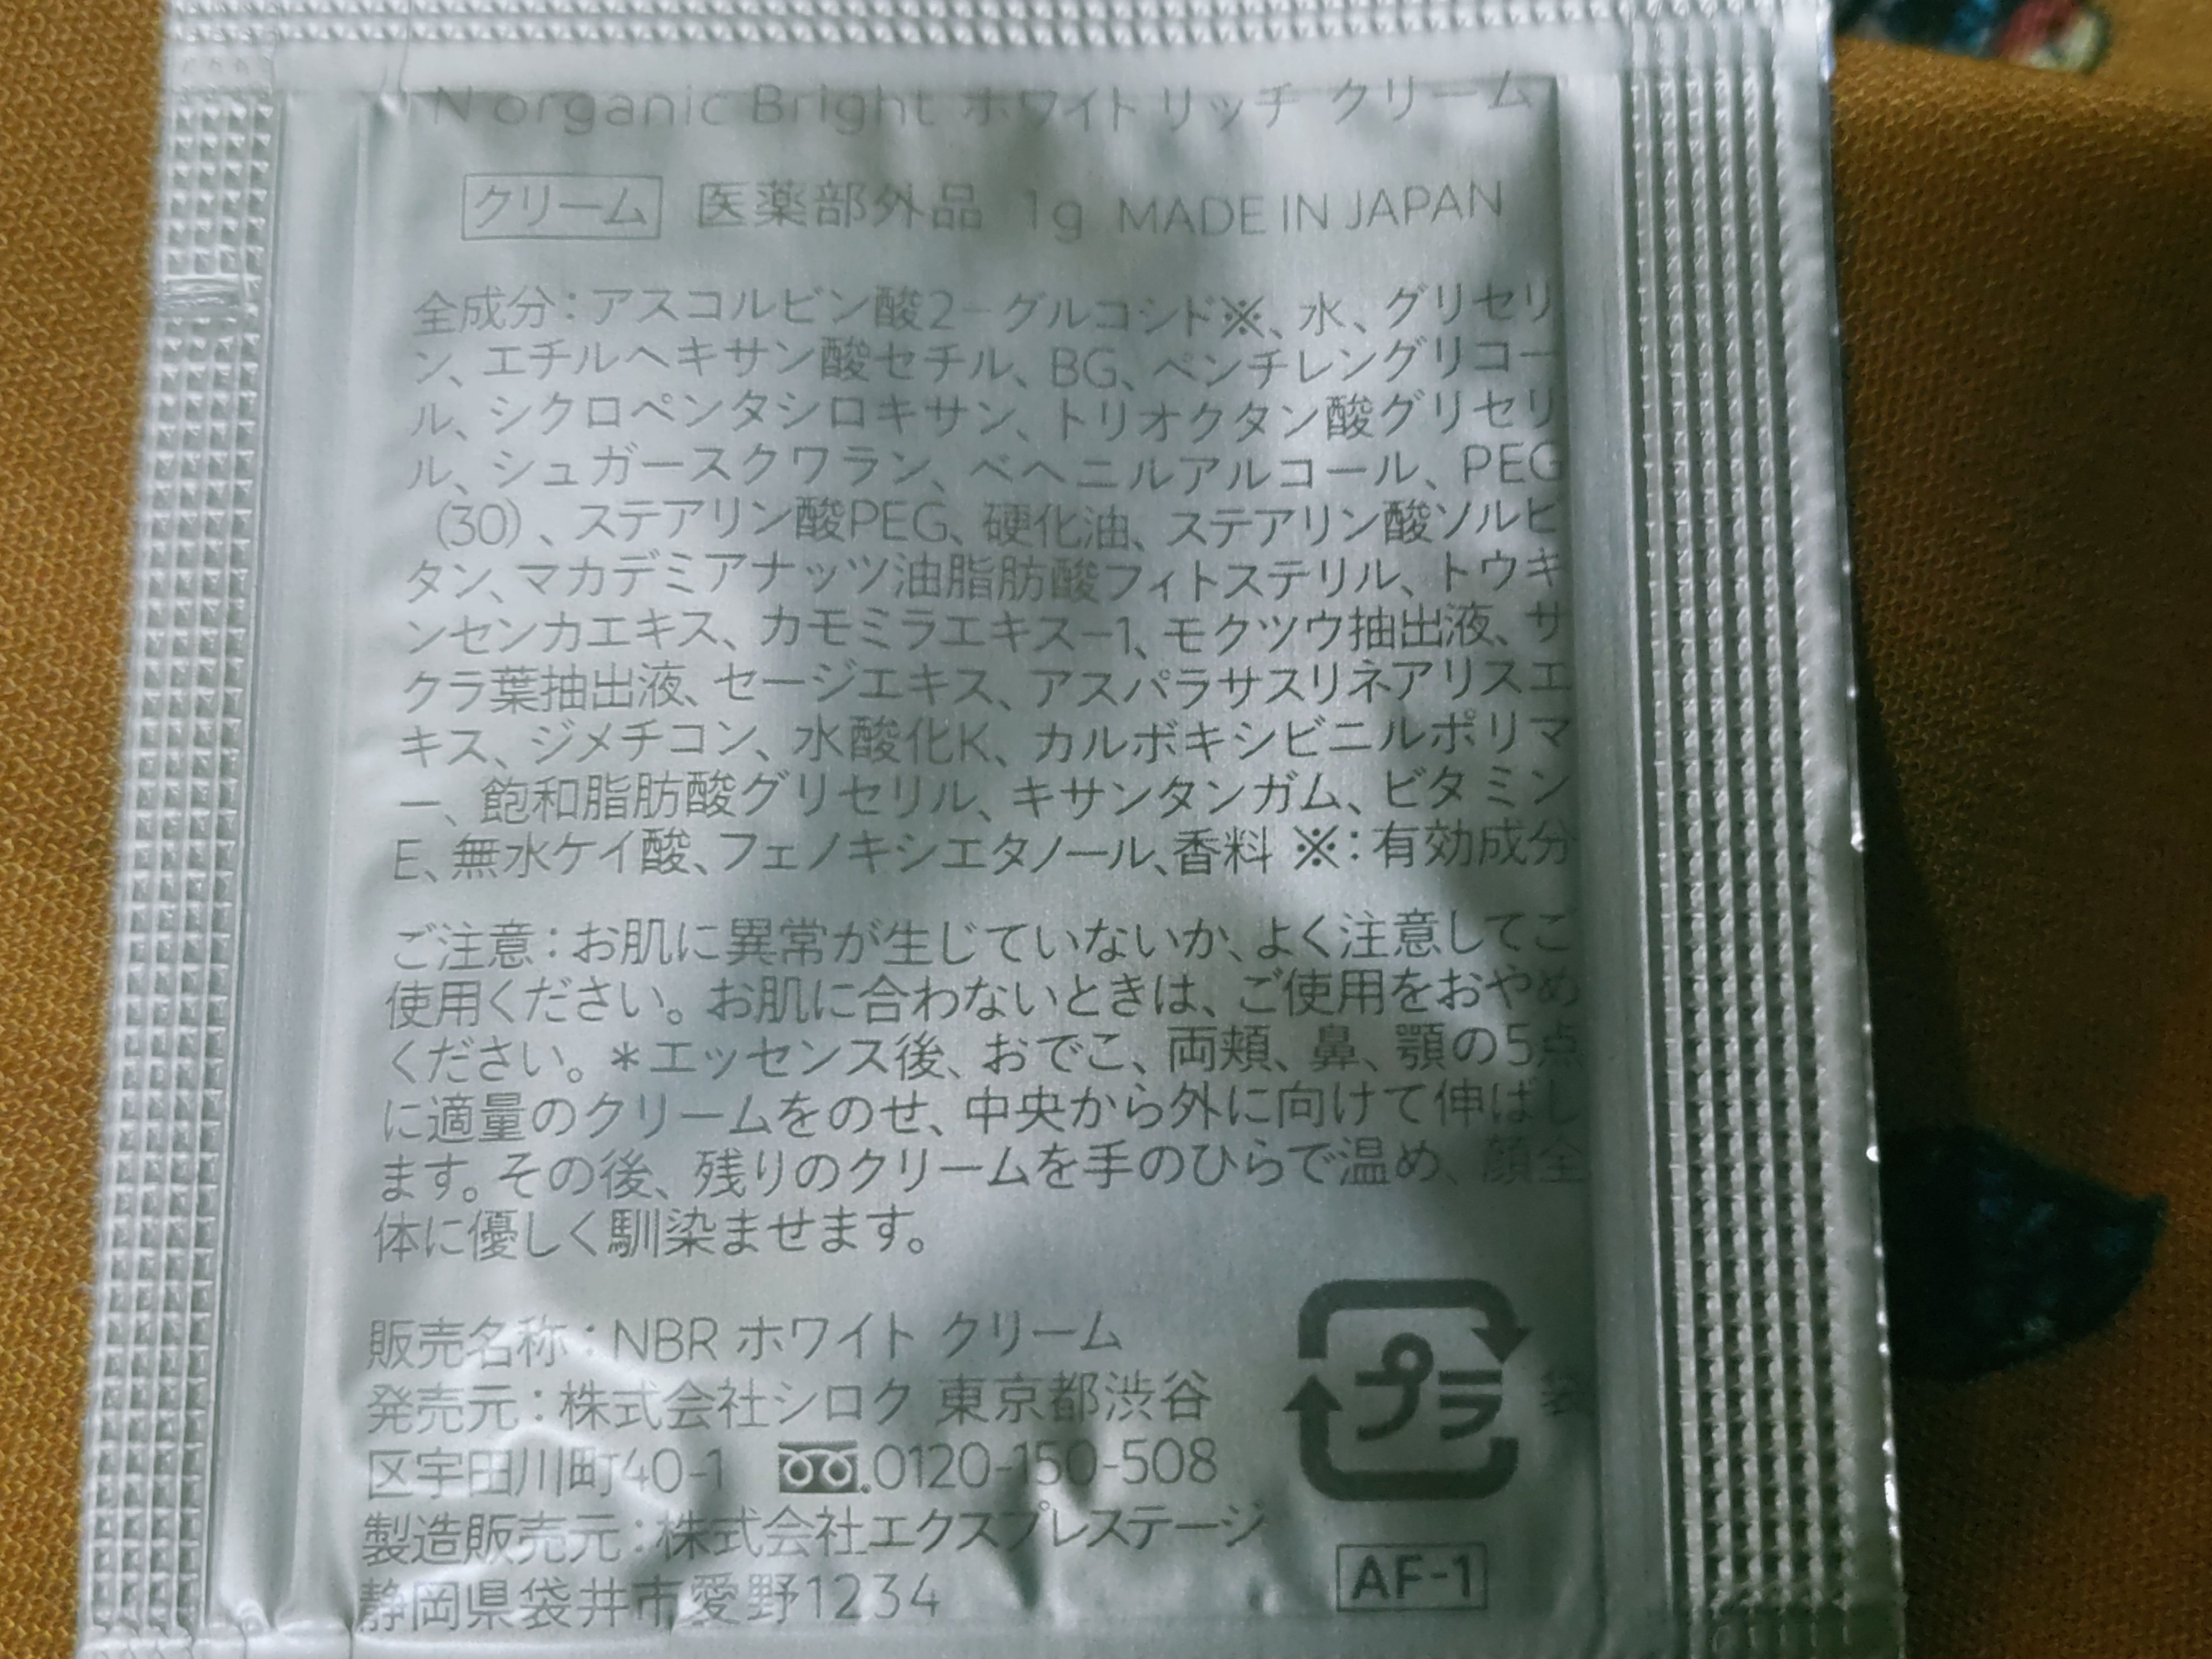 N organic Bright ホワイト リッチ クリーム
クリーム 医薬部外品 1g MADE IN JAPAN
全成分：アスコルビン酸2－グルコシド※、水、グリセリ
ン、エチルヘキサン酸セチル、BG、ペンチレングリコー
ル、シクロペンタシロキサン、トリオクタン酸グリセリ
ル、シュガースクワラン、ベヘニルアルコール、PEG
(30)、ステアリン酸PEG、硬化油、ステアリン酸ソルビ
タン、マカデミアナッツ油脂肪酸フィトステリル、トウキ
ンセンカエキス、カモミラエキス－1、モクツウ抽出液、サ
クラ葉抽出液、セージエキス、アスパラサスリネアリスエ
キス、ジメチコン、水酸化K、カルボキシビニルポリマ
ー、飽和脂肪酸グリセリル、キサンタンガム、ビタミン
E、無水ケイ酸、フェノキシエタノール、香料 ※：有効成分
ご注意：お肌に異常が生じていないか、よく注意してご
使用ください。お肌に合わないときは、ご使用をおやめ
ください。＊エッセンス後、おでこ、両頬、鼻、顎の5点
に適量のクリームをのせ、中央から外に向けて伸ばし
ます。その後、残りのクリームを手のひらで温め、顔全
体に優しく馴染ませます。
販売名称：NBR ホワイト クリーム
発売元：株式会社シロク 東京都渋谷
区宇田川町40-1 0120-150-508
製造販売元：株式会社エクスプレステージ
静岡県袋井市愛野1234
プラ
AF-1